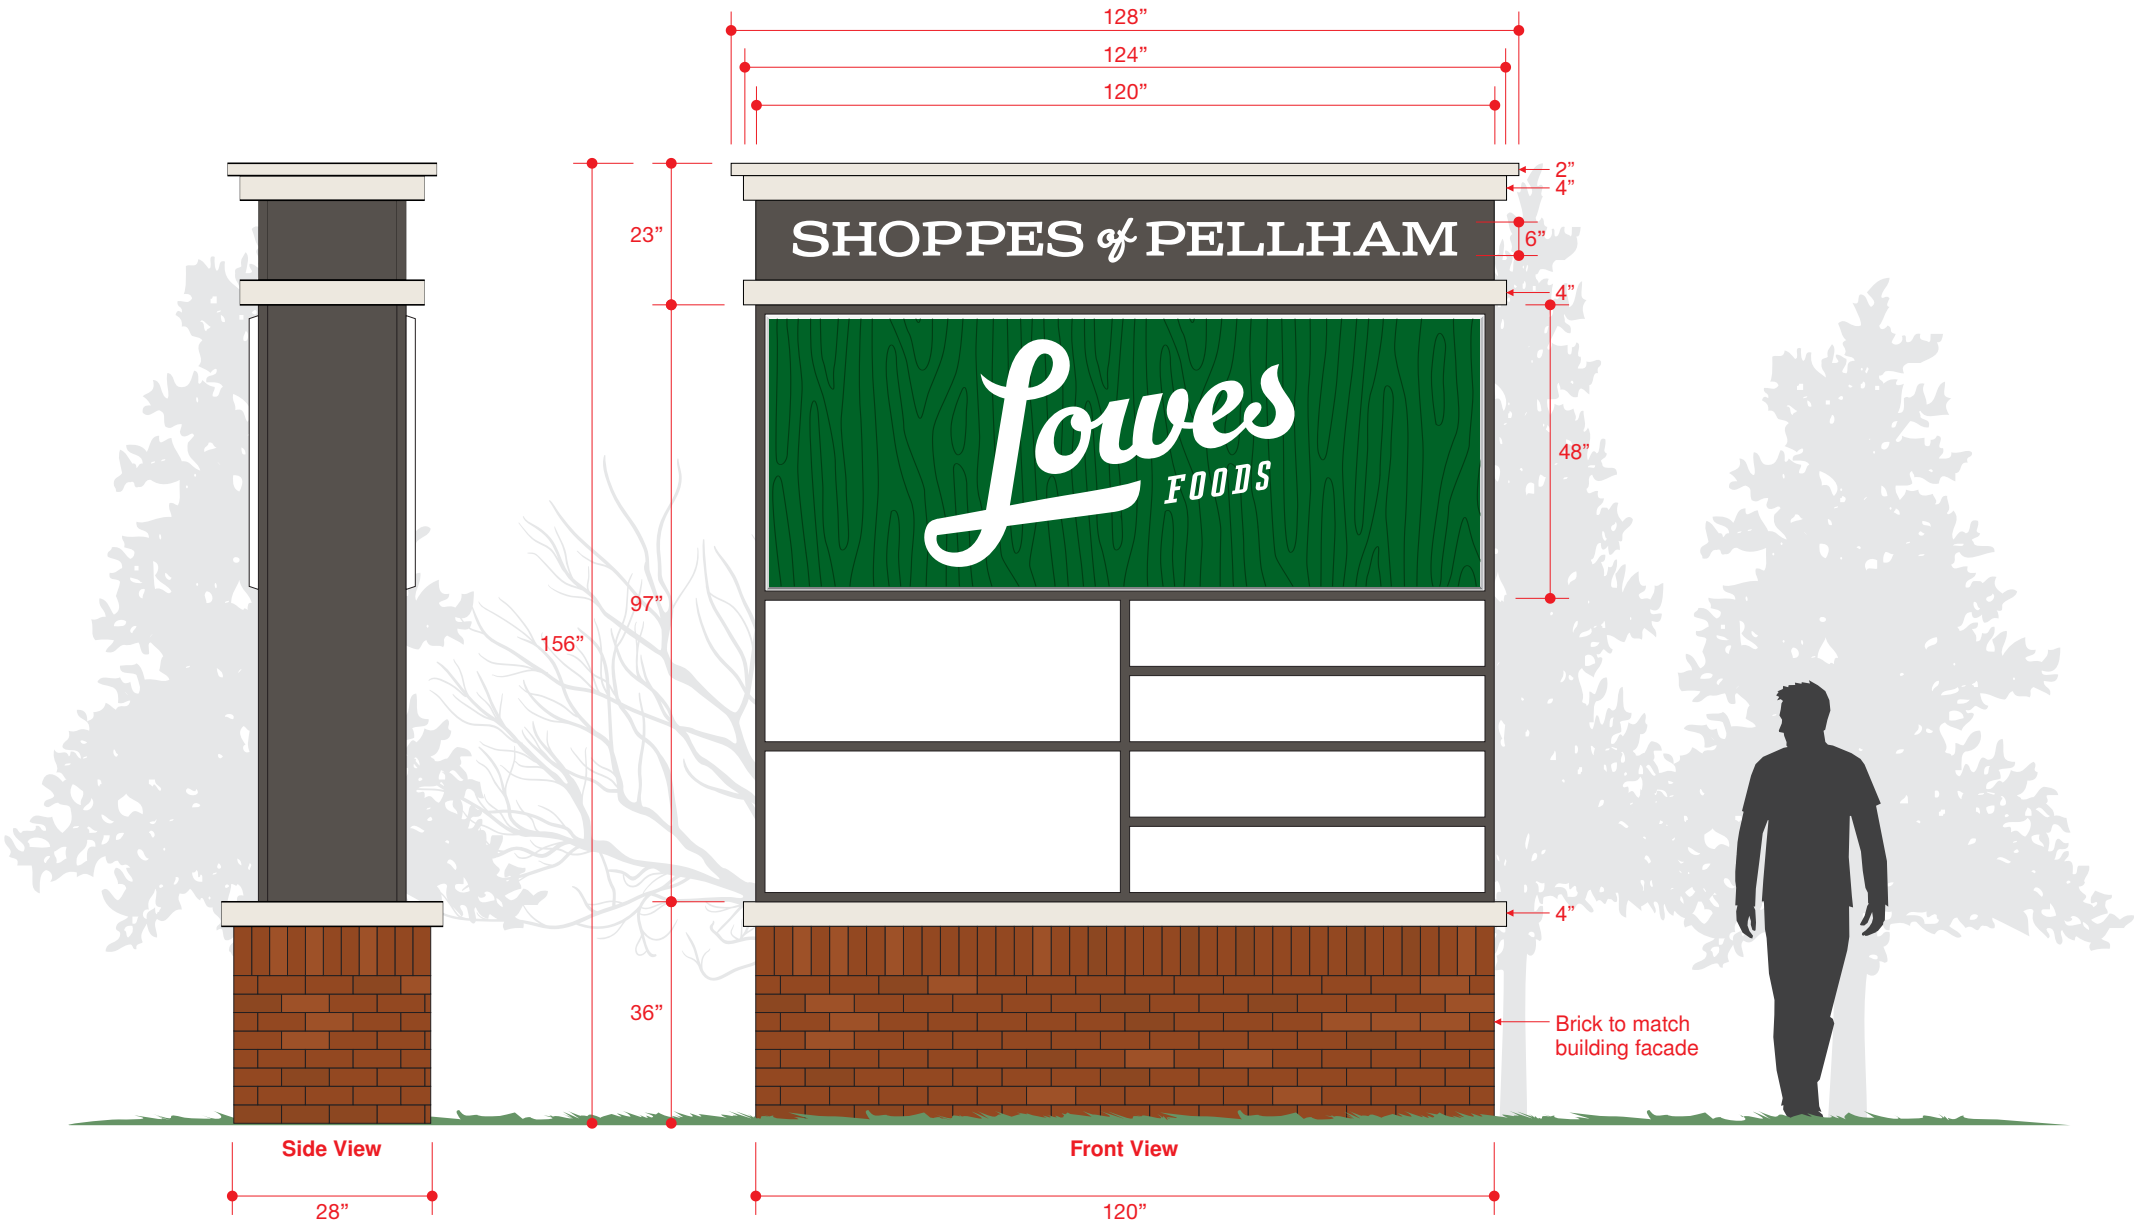 128”
124”
120”
2”
4”
SHOPPES of PELLHAM
23”
6”
4”
Lowes
FOODS
48”
97”
156”
4”
36”
Brick to match
building facade
Side View
Front View
28”
120”